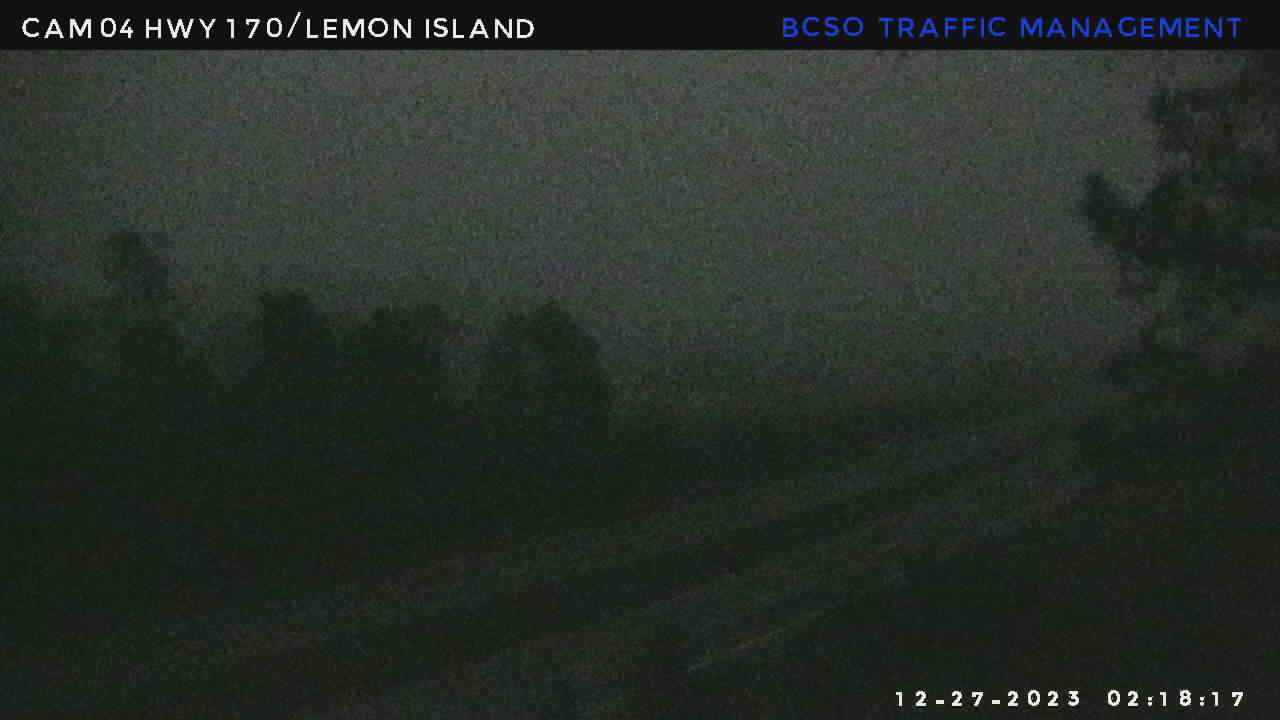 CAM04 HWY 170/LEMON ISLAND
BCSO TRAFFIC MANAGEMENT
12-27-2023 02:18:17